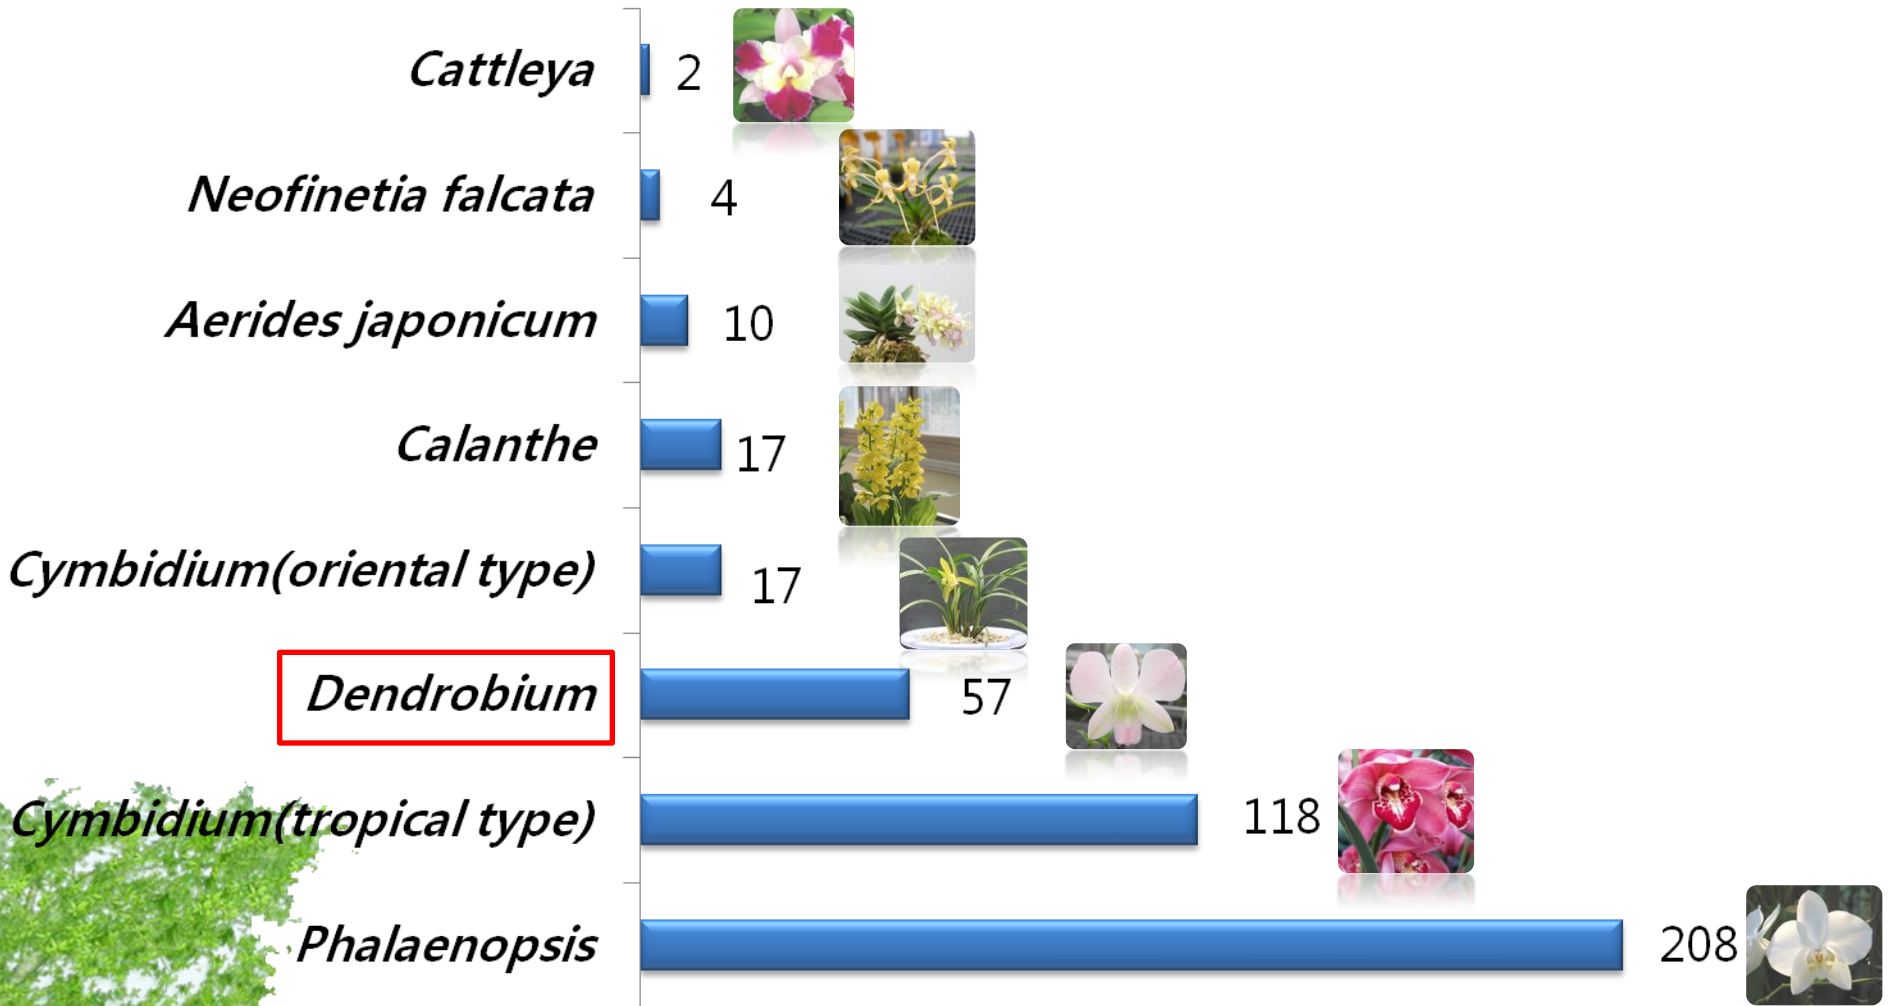 Cattleya 2
Neofinetia falcata 4
Aerides japonicum 10
Calanthe 17
Cymbidium(oriental type) 17
Dendrobium 57
Cymbidium(tropical type) 118
Phalaenopsis 208